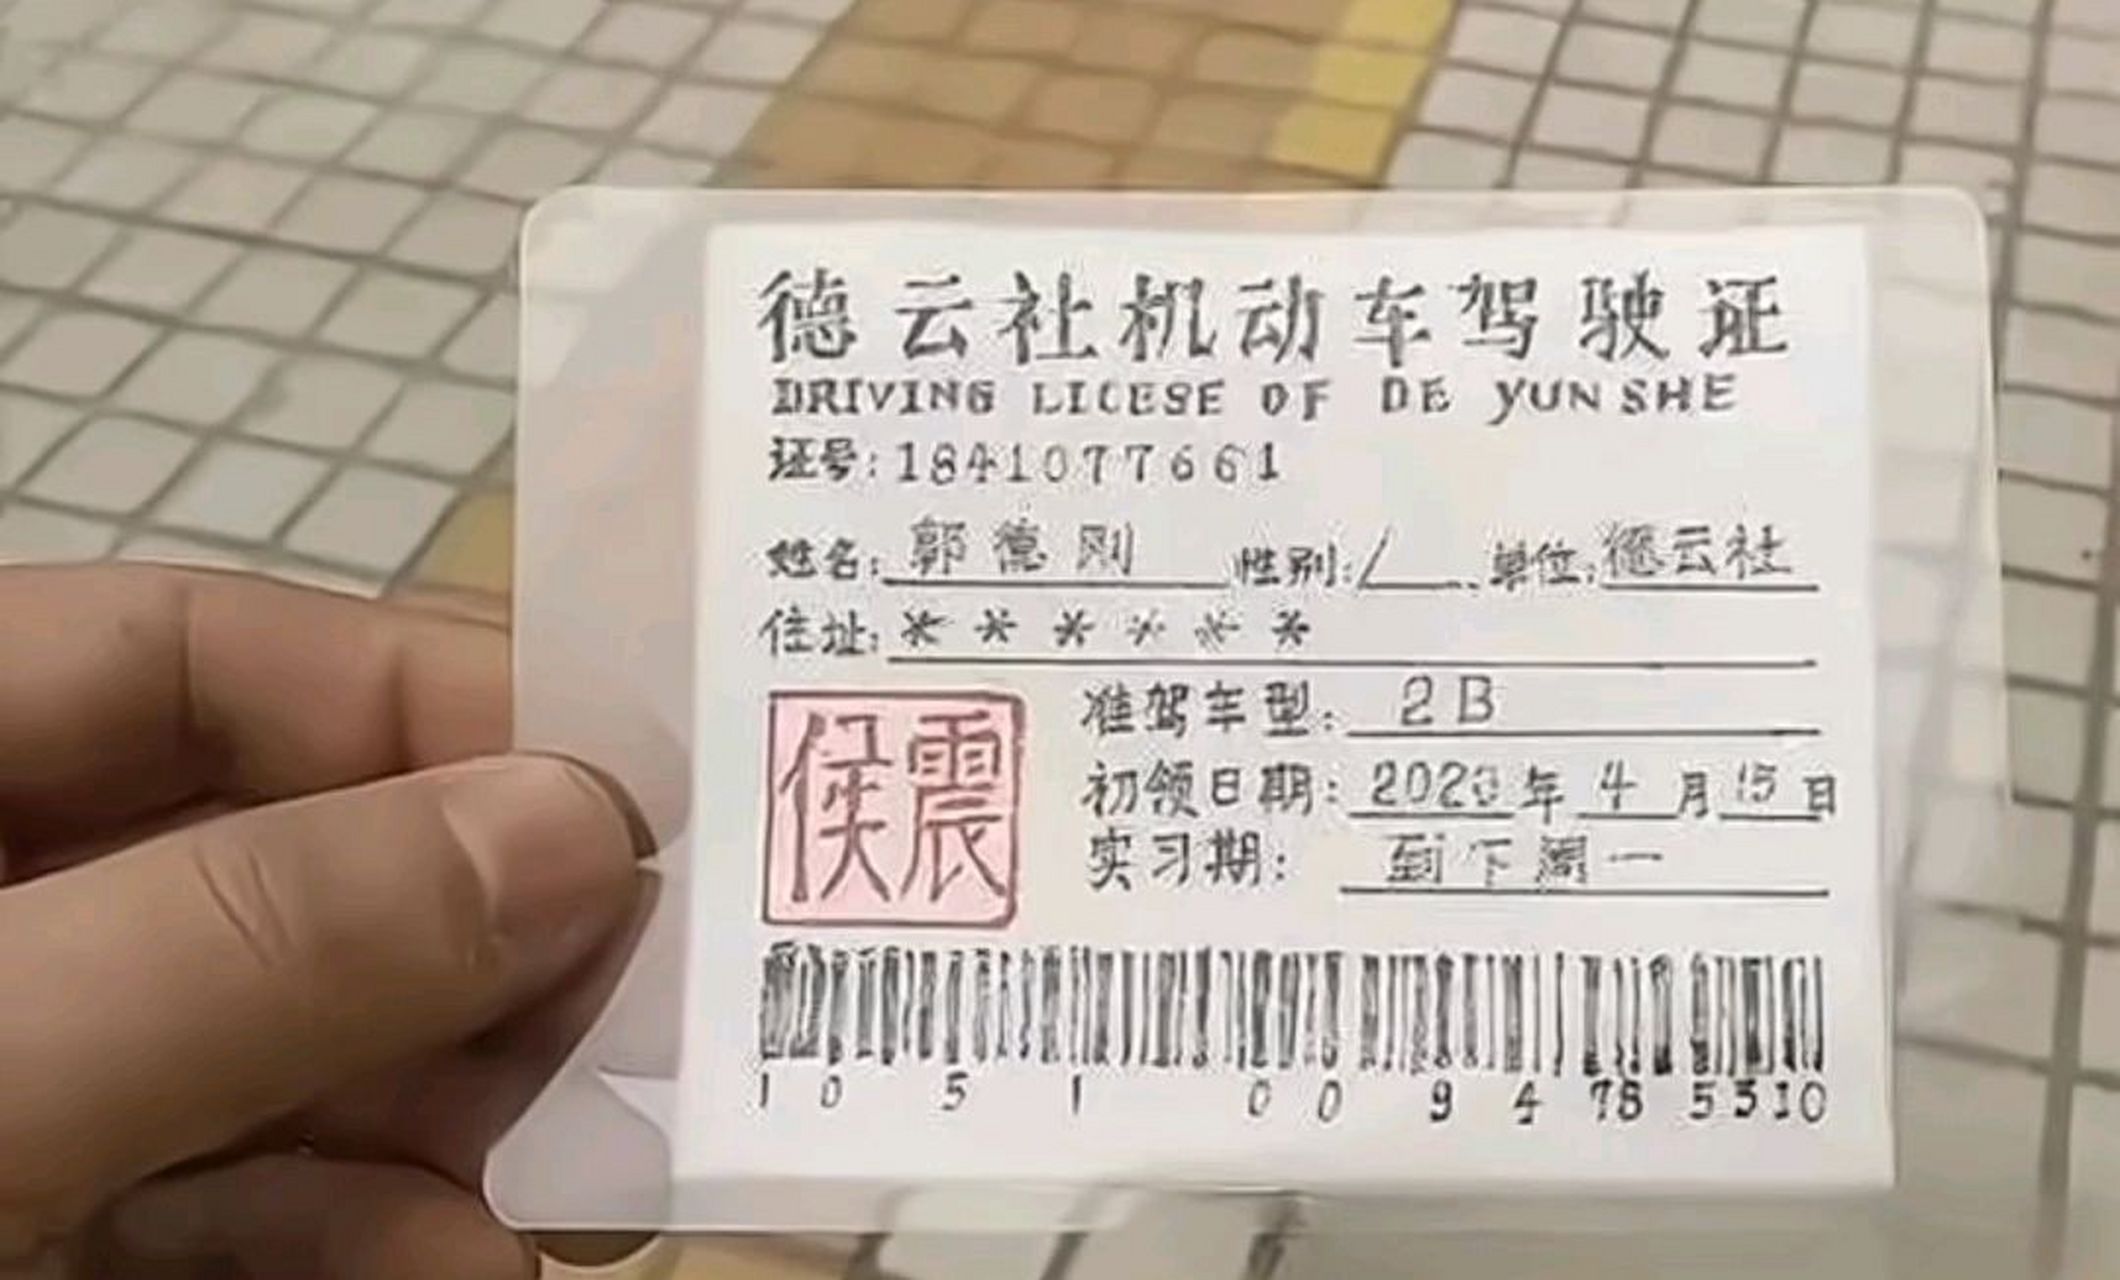 德云社机动车驾驶证
DRIVING LICESE OF DE YUN SHE
证号:1841077661
姓名:郭德刚 性别:/ 单位:德云社
住址:******
准驾车型:2B
侯震
初领日期:2023年4月15日
实习期:到下周一
1 0 5 1 0 0 9 4 78 5310